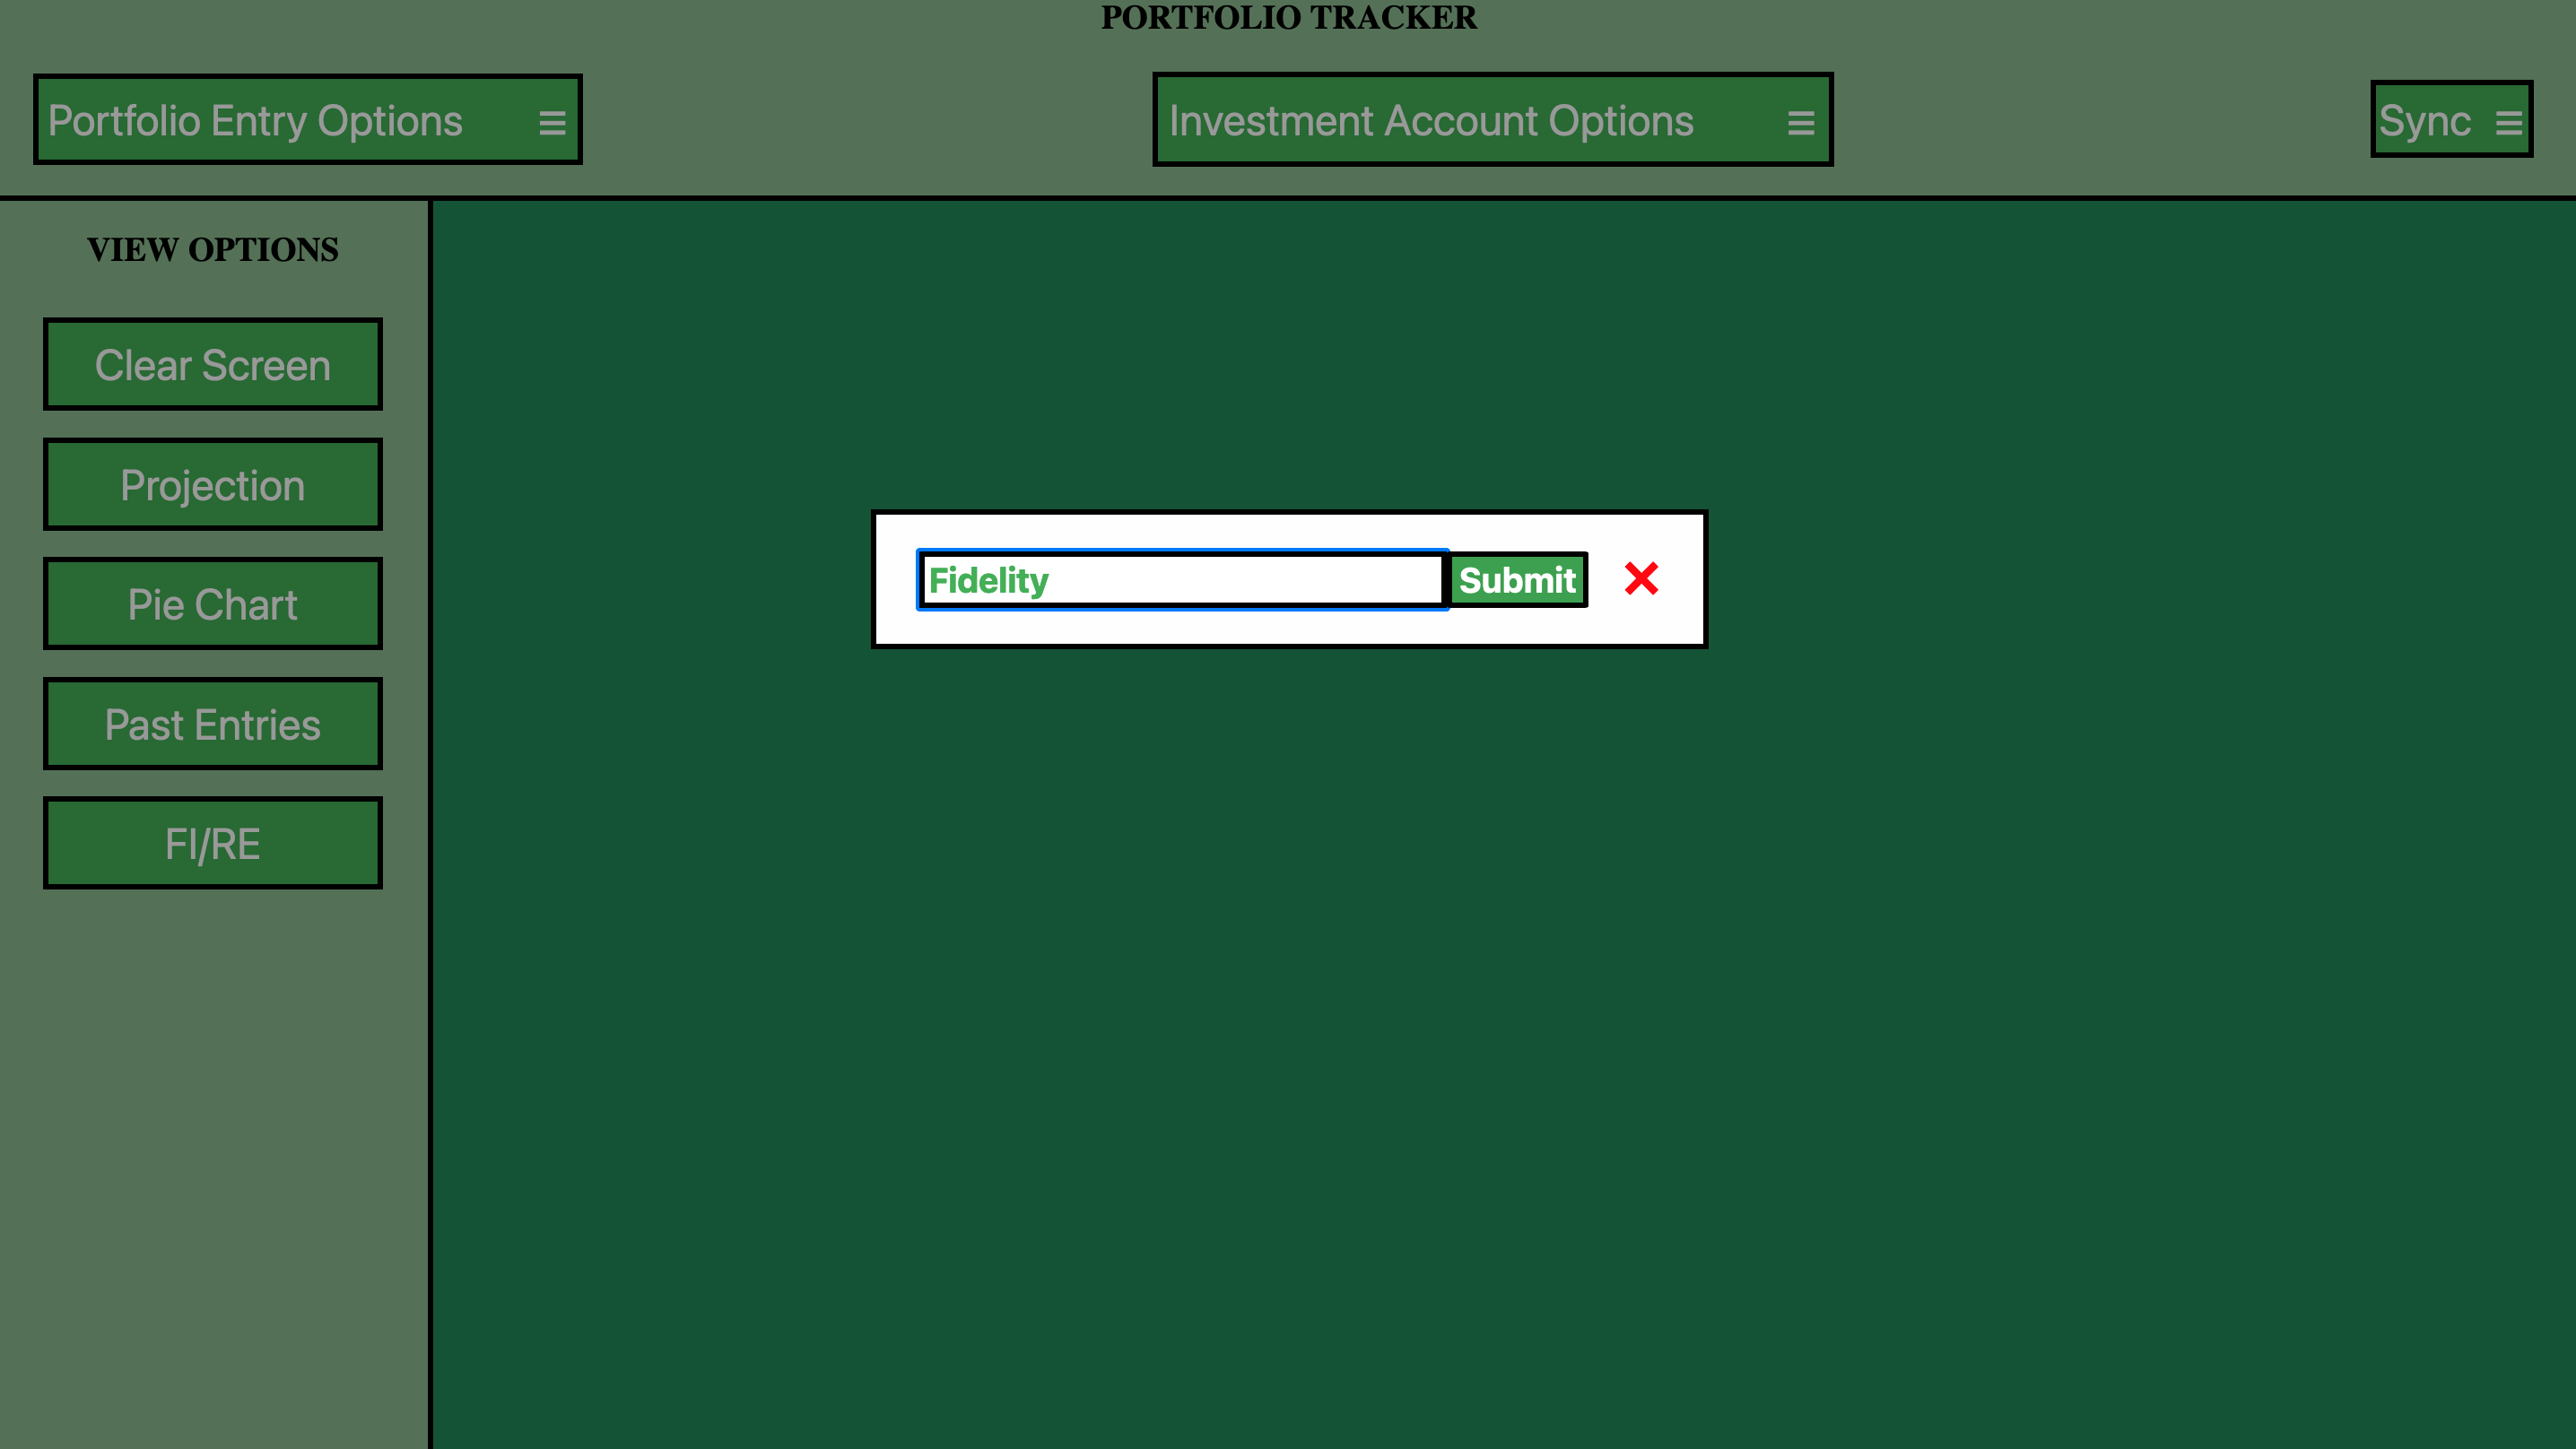 PORTFOLIO TRACKER
Portfolio Entry Options
Investment Account Options
Sync
VIEW OPTIONS
Clear Screen
Projection
Pie Chart
Past Entries
FI/RE
Fidelity
Submit